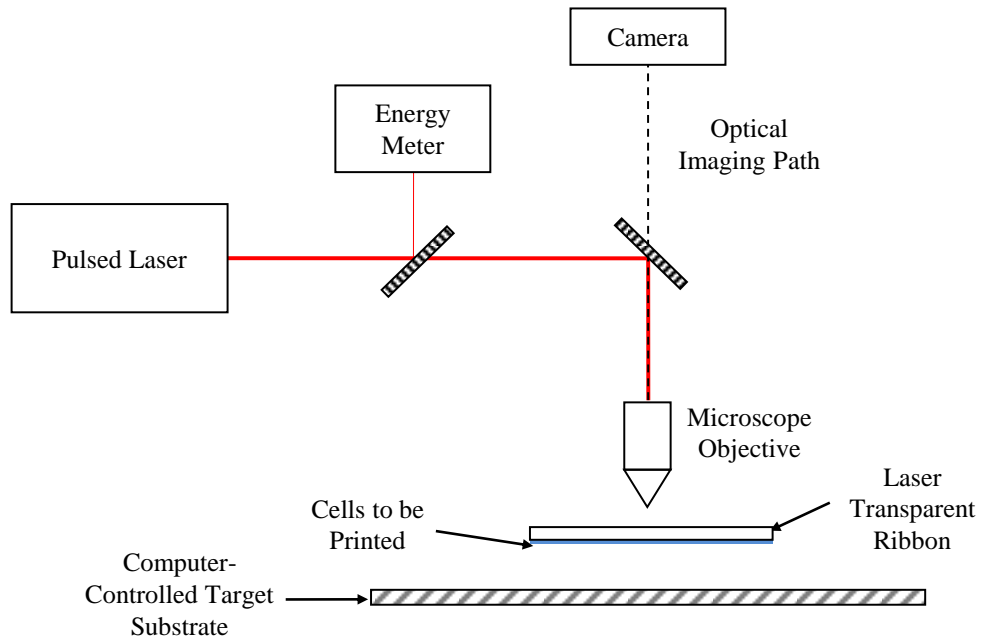 Camera
Energy
Meter
Optical
Imaging Path
Pulsed Laser
Microscope
Objective
Laser
Transparent
Ribbon
Cells to be
Printed
Computer-
Controlled Target
Substrate